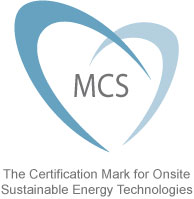 MCS
The Certification Mark for Onsite
Sustainable Energy Technologies